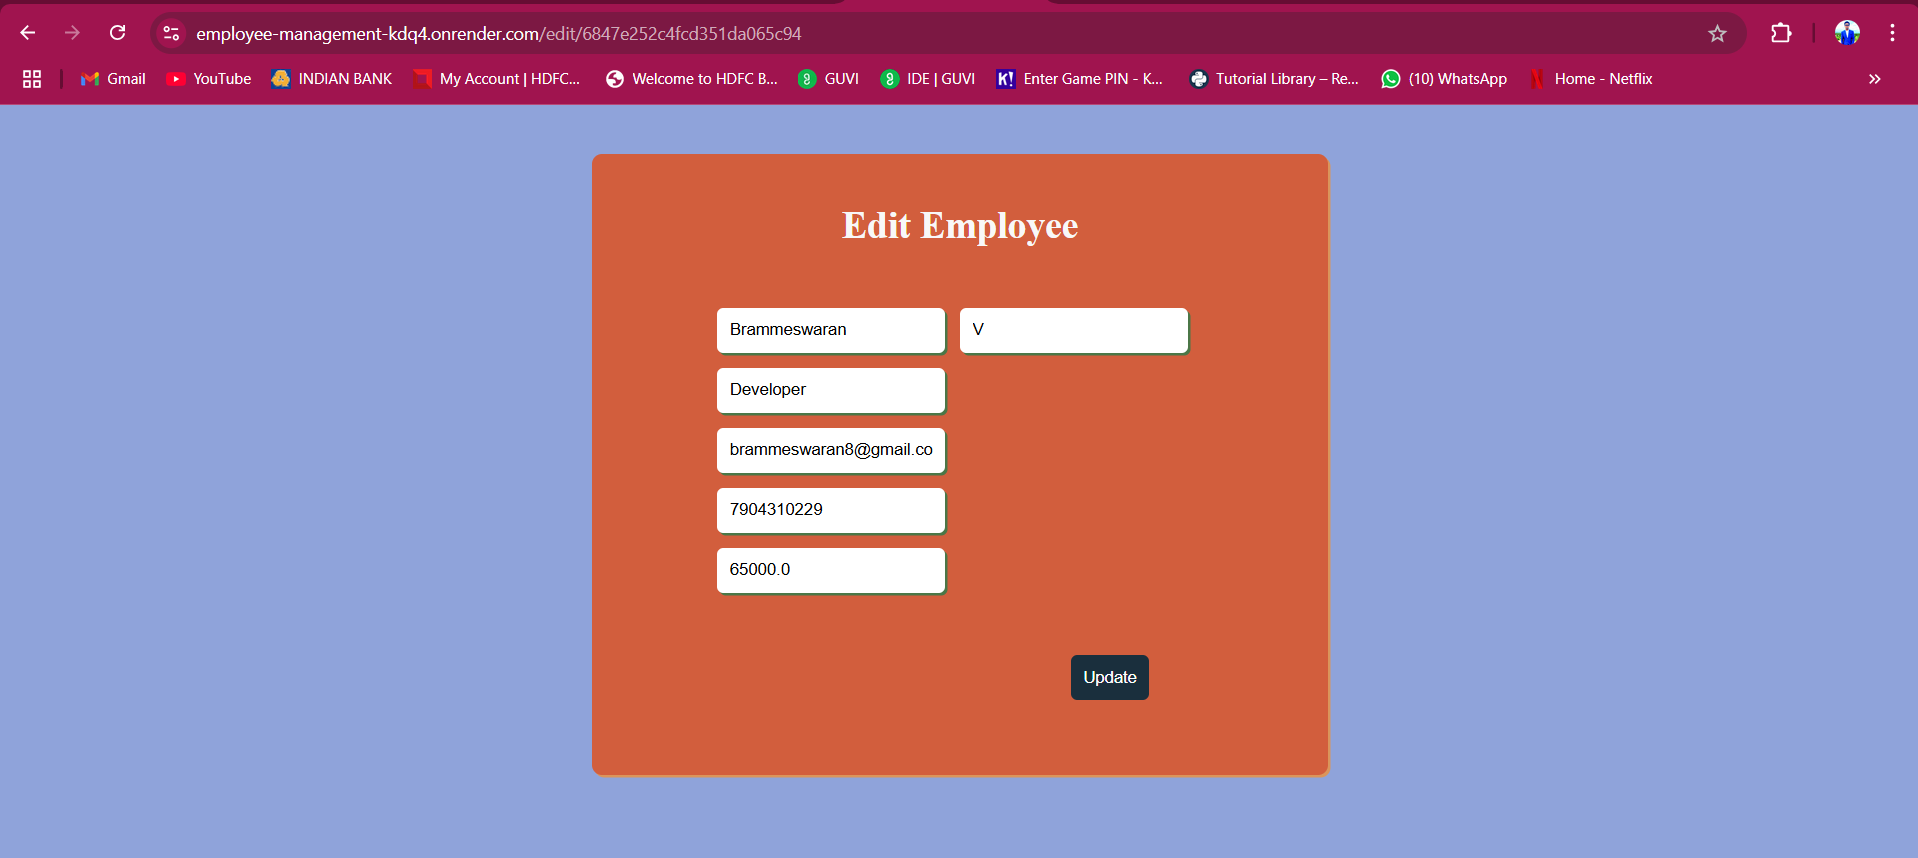 employee-management-kdq4.onrender.com/edit/6847e252c4fcd351da065c94
Gmail YouTube INDIAN BANK My Account | HDFC... Welcome to HDFC B... GUVI IDE | GUVI K! Enter Game PIN - K... Tutorial Library – Re... (10) WhatsApp Home - Netflix
Edit Employee
Brammeswaran V
Developer
brammeswaran8@gmail.co
7904310229
65000.0
Update